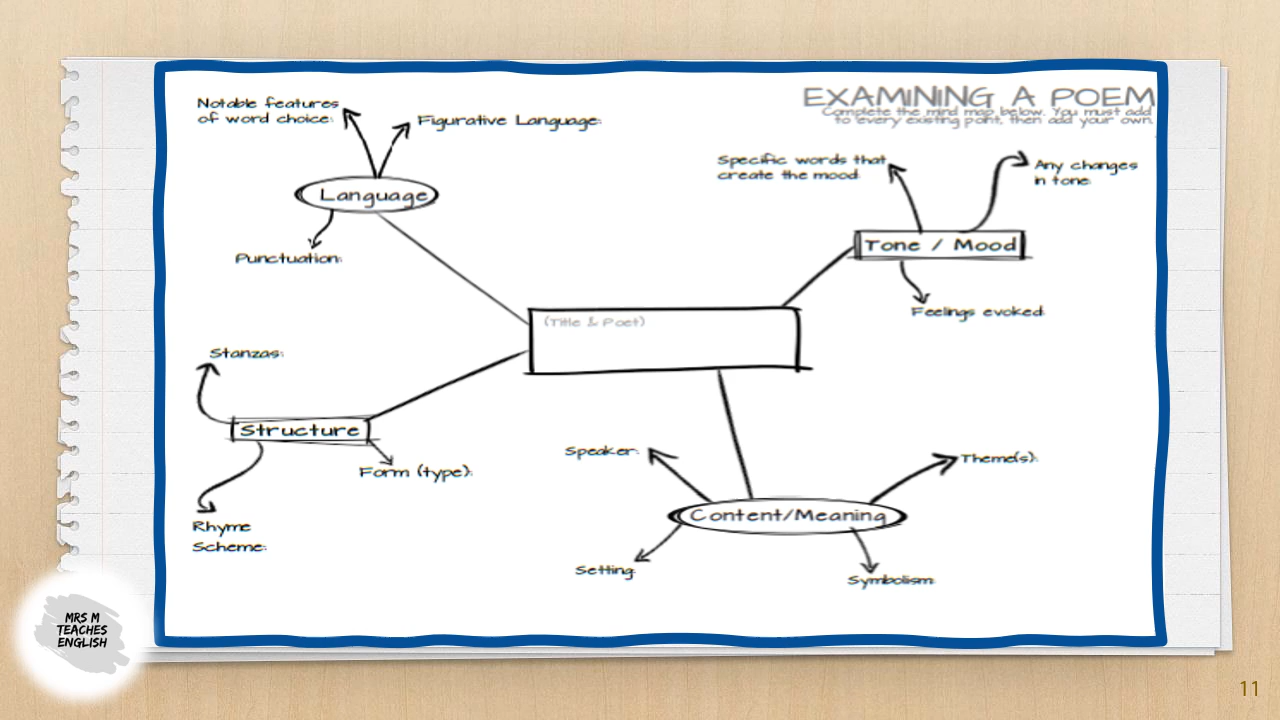 EXAMINING A POEM
Complete the mind map below. You must add
to every existing point, then add your own.
Notable features
of word choice:
Figurative Language:
Language
Punctuation:
Specific words that
create the mood:
Any changes
in tone:
Tone / Mood
Feelings evoked:
(Title & Poet)
Stanzas:
Structure
Form (type):
Rhyme
Scheme:
Speaker:
Theme(s):
Content/Meaning
Setting:
Symbolism:
MRS M
TEACHES
ENGLISH
11